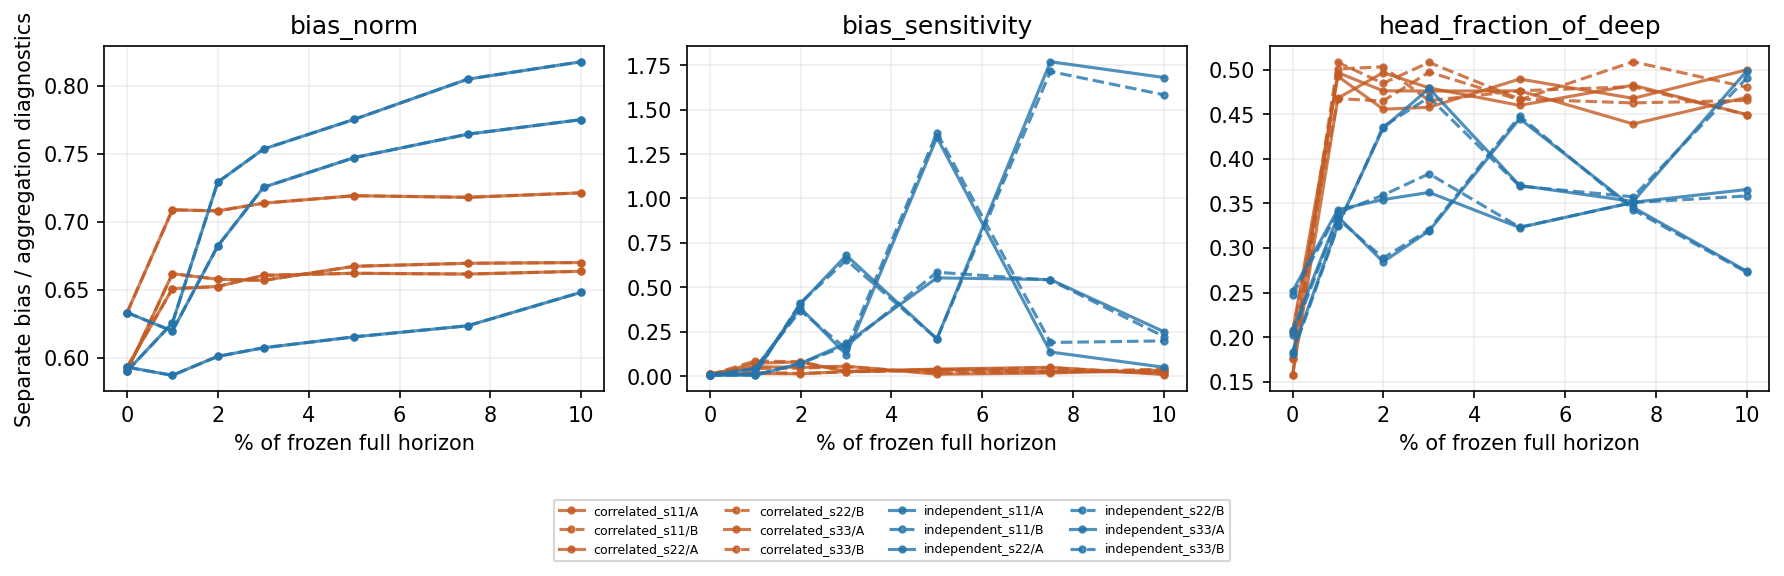 bias_norm
bias_sensitivity
head_fraction_of_deep
Separate bias / aggregation diagnostics
0.80
0.75
0.70
0.65
0.60
0 2 4 6 8 10
% of frozen full horizon
1.75
1.50
1.25
1.00
0.75
0.50
0.25
0.00
0 2 4 6 8 10
% of frozen full horizon
0.50
0.45
0.40
0.35
0.30
0.25
0.20
0.15
0 2 4 6 8 10
% of frozen full horizon
correlated_s11/A
correlated_s11/B
correlated_s22/A
correlated_s22/B
correlated_s33/A
correlated_s33/B
independent_s11/A
independent_s11/B
independent_s22/A
independent_s22/B
independent_s33/A
independent_s33/B